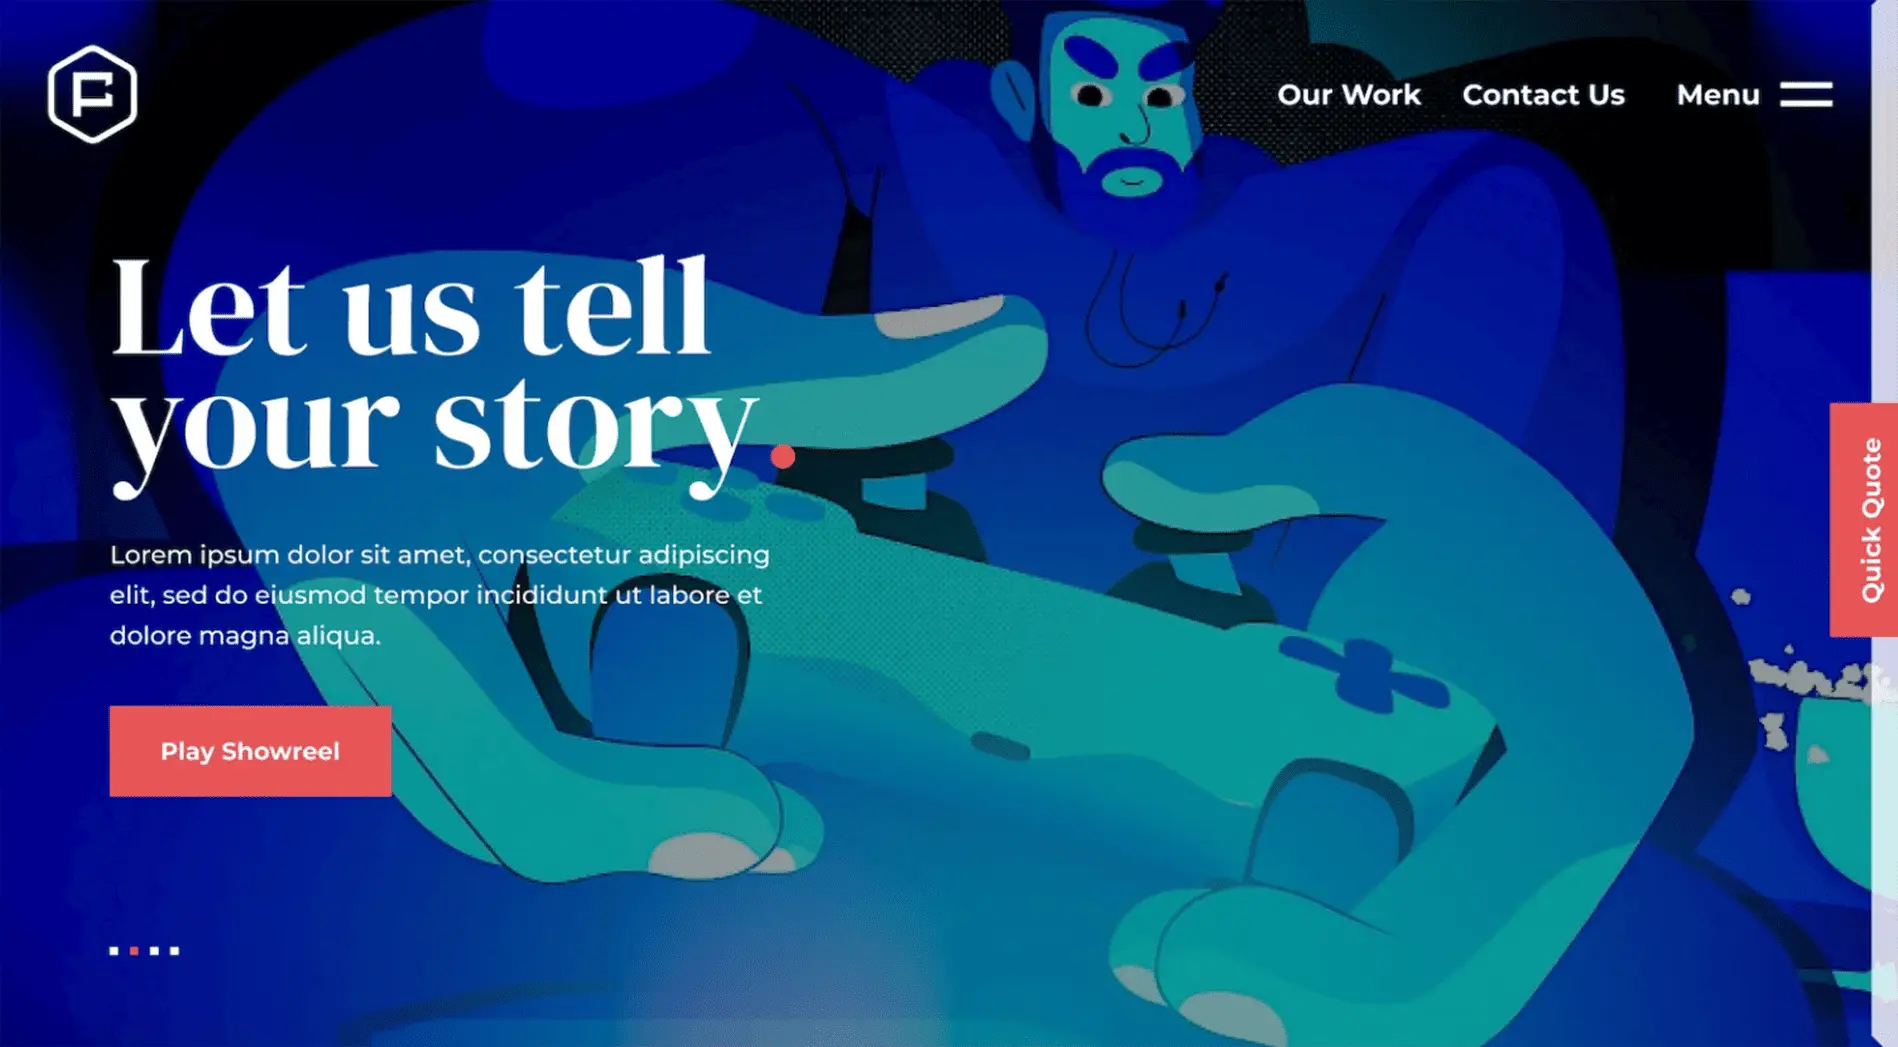 F
Our Work Contact Us Menu
Let us tell
your story.
Lorem ipsum dolor sit amet, consectetur adipiscing
elit, sed do eiusmod tempor incididunt ut labore et
dolore magna aliqua.
Play Showreel
Quick Quote